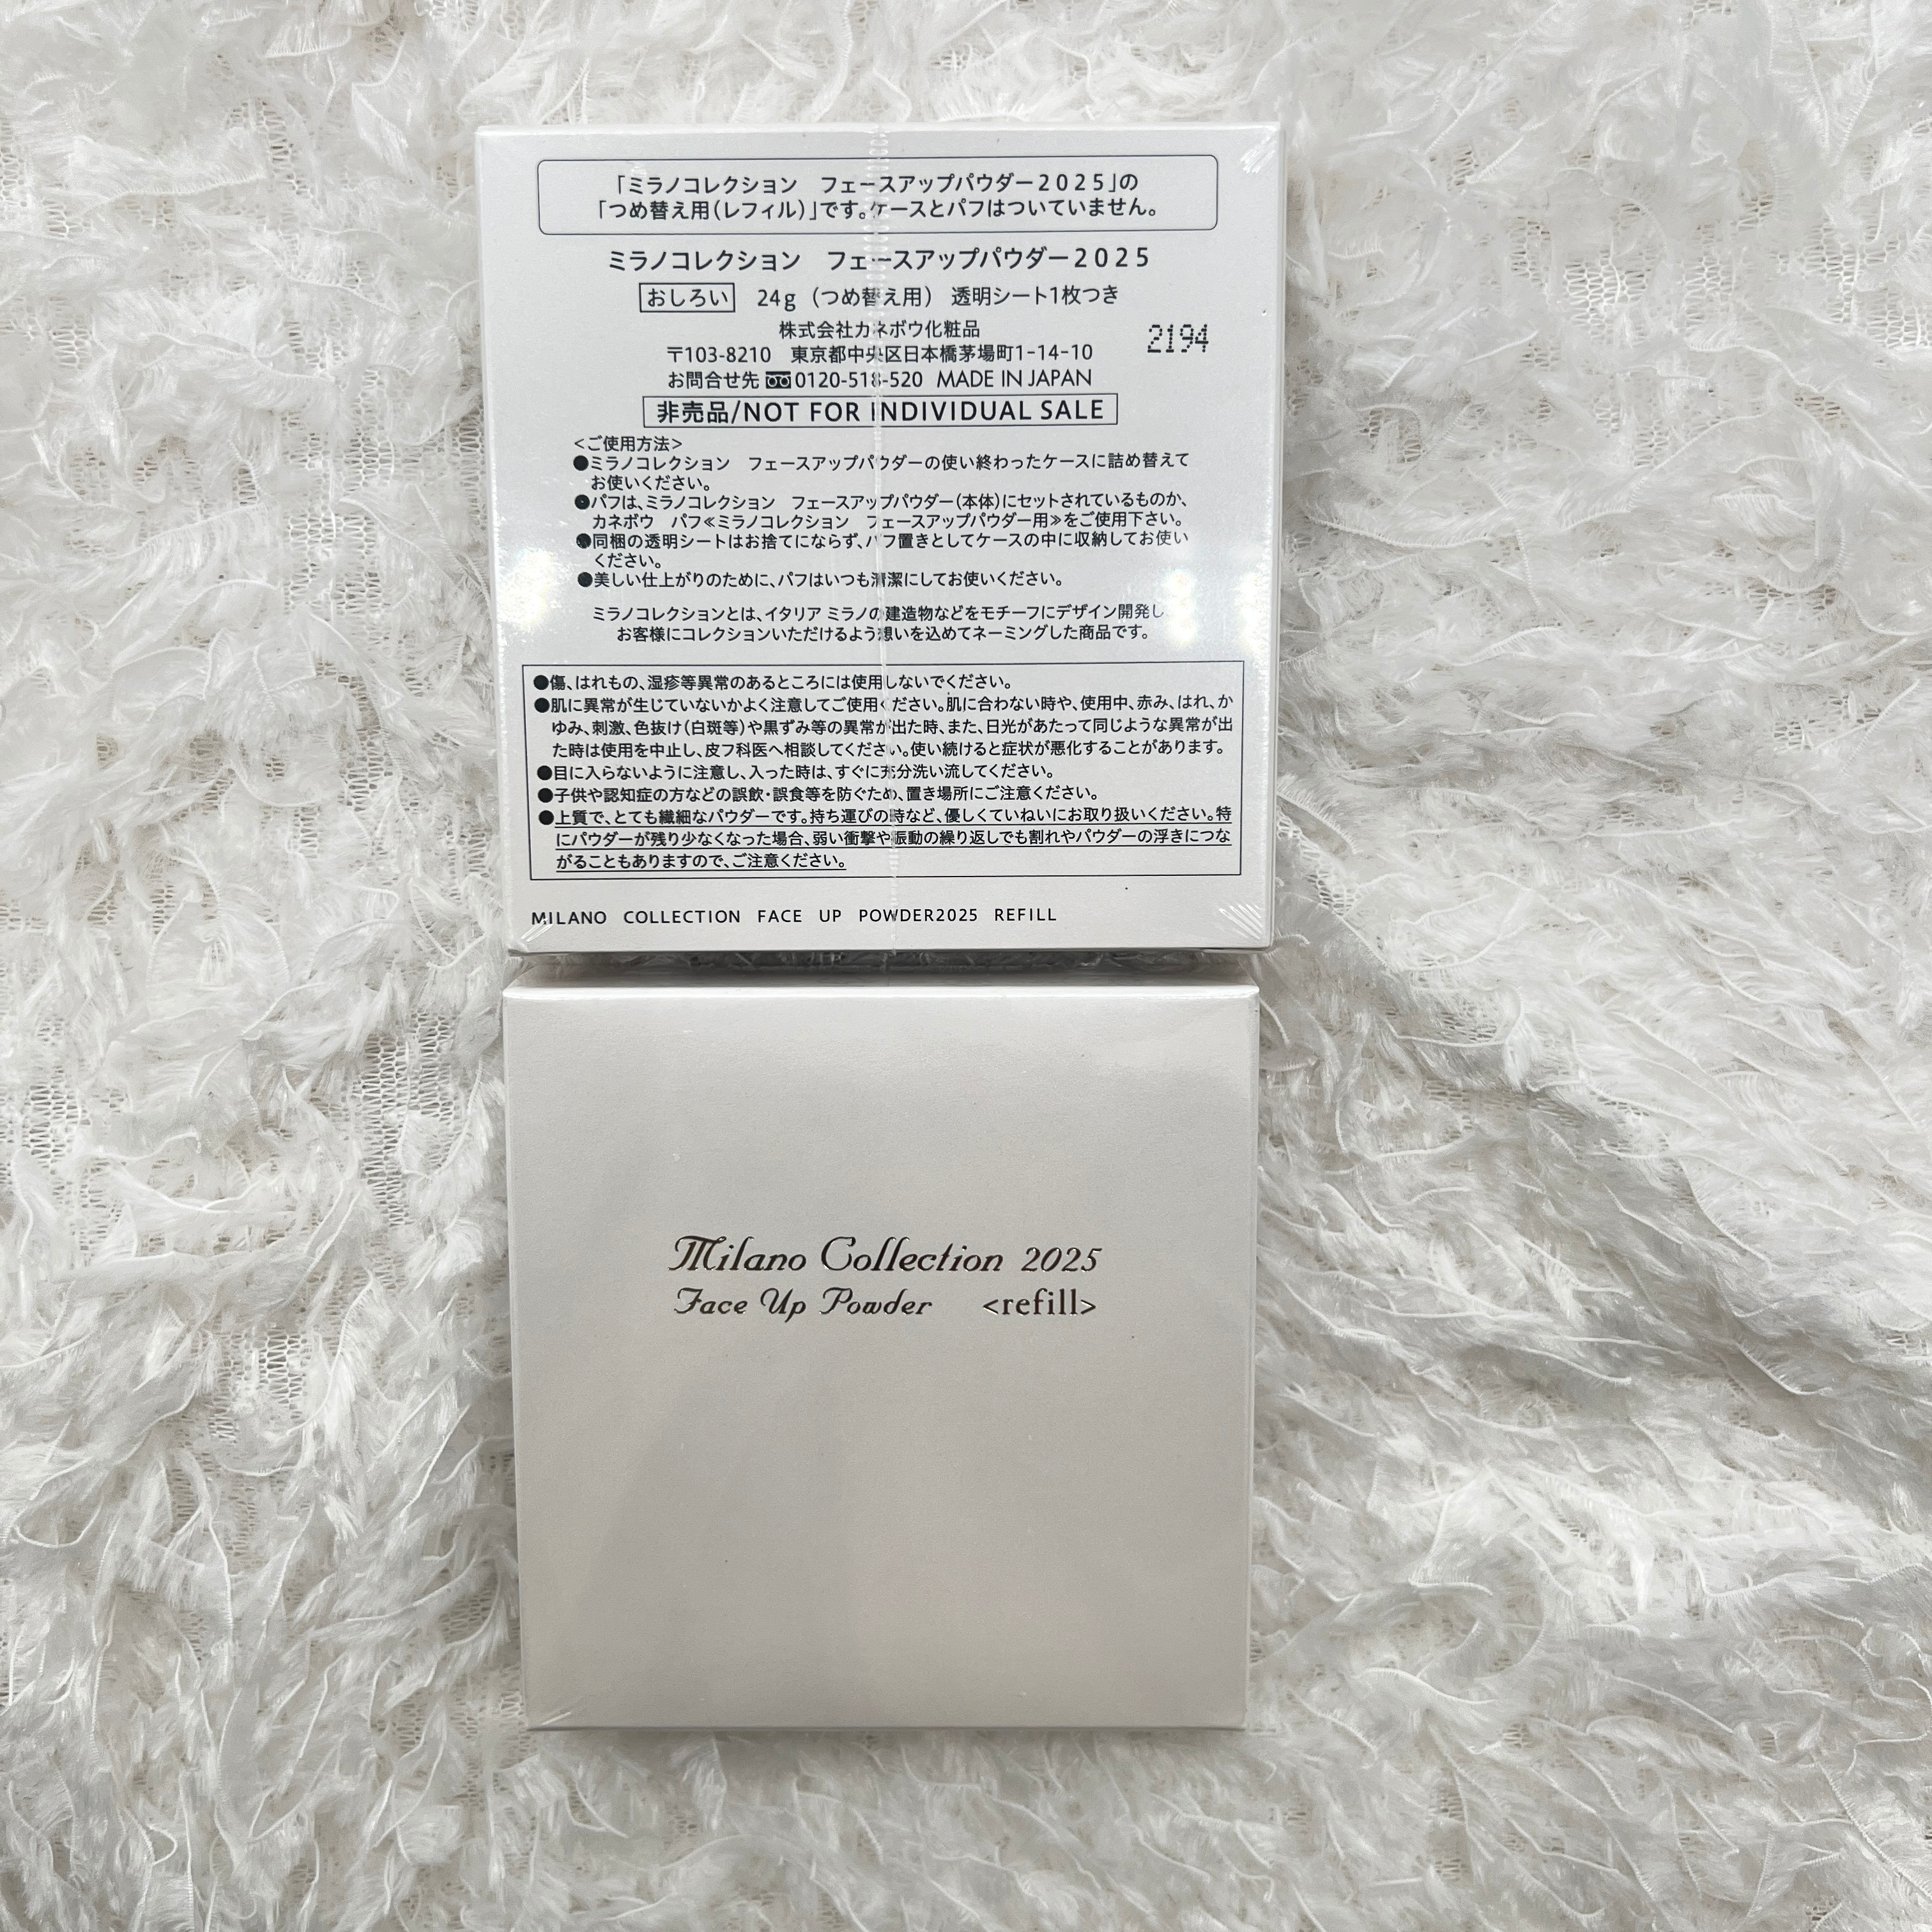 「ミラノコレクション　フェースアップパウダー2025」の
「つめ替え用(レフィル)」です。ケースとパフはついていません。
ミラノコレクション　フェースアップパウダー2025
おしろい　24g（つめ替え用）　透明シート1枚つき
株式会社カネボウ化粧品
〒103-8210　東京都中央区日本橋茅場町1-14-10
2194
お問合せ先 0120-518-520 MADE IN JAPAN
非売品/NOT FOR INDIVIDUAL SALE
<ご使用方法>
●ミラノコレクション　フェースアップパウダーの使い終わったケースに詰め替えて
お使いください。
●パフは、ミラノコレクション　フェースアップパウダー(本体)にセットされているものか、
カネボウ　パフ≪ミラノコレクション　フェースアップパウダー用≫をご使用下さい。
●同梱の透明シートはお捨てにならず、パフ置きとしてケースの中に収納してお使い
ください。
●美しい仕上がりのために、パフはいつも清潔にしてお使いください。
ミラノコレクションとは、イタリア ミラノの建造物などをモチーフにデザイン開発し
お客様にコレクションいただけるよう想いを込めてネーミングした商品です。
●傷、はれもの、湿疹等異常のあるところには使用しないでください。
●肌に異常が生じていないかよく注意してご使用ください。肌に合わない時や、使用中、赤み、はれ、か
ゆみ、刺激、色抜け(白斑等)や黒ずみ等の異常が出た時、また、日光があたって同じような異常が出
た時は使用を中止し、皮フ科医へ相談してください。使い続けると症状が悪化することがあります。
●目に入らないように注意し、入った時は、すぐに充分洗い流してください。
●子供や認知症の方などの誤飲・誤食等を防ぐため、置き場所にご注意ください。
●上質で、とても繊細なパウダーです。持ち運びの時など、優しくていねいにお取り扱いください。特
にパウダーが残り少なくなった場合、弱い衝撃や振動の繰り返しでも割れやパウダーの浮きにつな
がることもありますので、ご注意ください。
MILANO COLLECTION FACE UP POWDER2025 REFILL
Milano Collection 2025
Face Up Powder <refill>